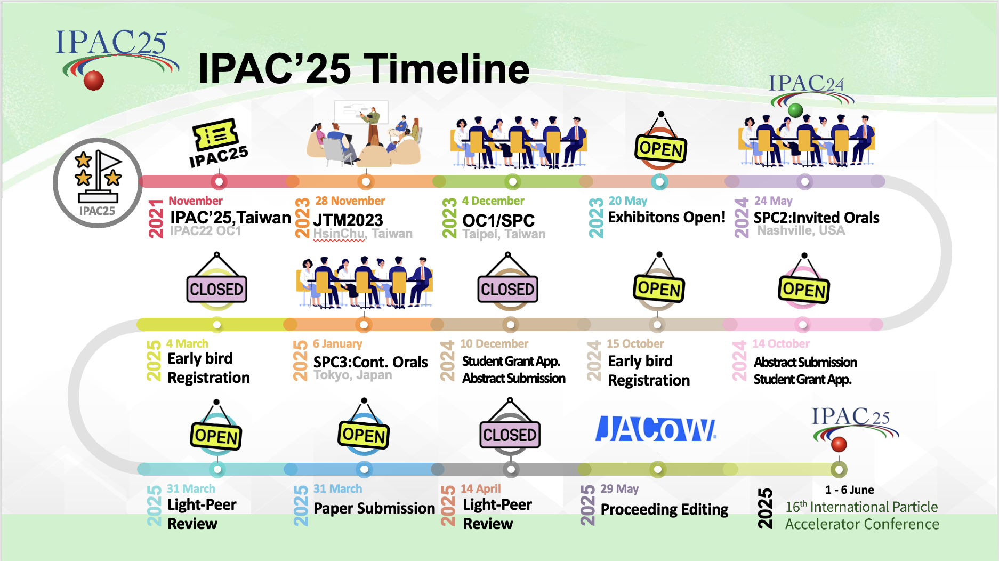 IPAC25
IPAC'25 Timeline
IPAC24
IPAC25
OPEN
IPAC25
2021
November
IPAC'25,Taiwan
IPAC22 OC1
2023
28 November
JTM2023
HsinChu, Taiwan
2023
4 December
OC1/SPC
Taipei, Taiwan
2023
20 May
Exhibitons Open!
2024
24 May
SPC2:Invited Orals
Nashville, USA
CLOSED
CLOSED
OPEN
OPEN
2025
4 March
Early bird
Registration
2025
6 January
SPC3:Cont. Orals
Tokyo, Japan
2024
10 December
Student Grant App.
Abstract Submission
2024
15 October
Early bird
Registration
2024
14 October
Abstract Submission
Student Grant App.
OPEN
OPEN
CLOSED
JACoW.
IPAC25
2025
31 March
Light-Peer
Review
2025
31 March
Paper Submission
2025
14 April
Light-Peer
Review
2025
29 May
Proceeding Editing
2025
1 - 6 June
16th International Particle
Accelerator Conference